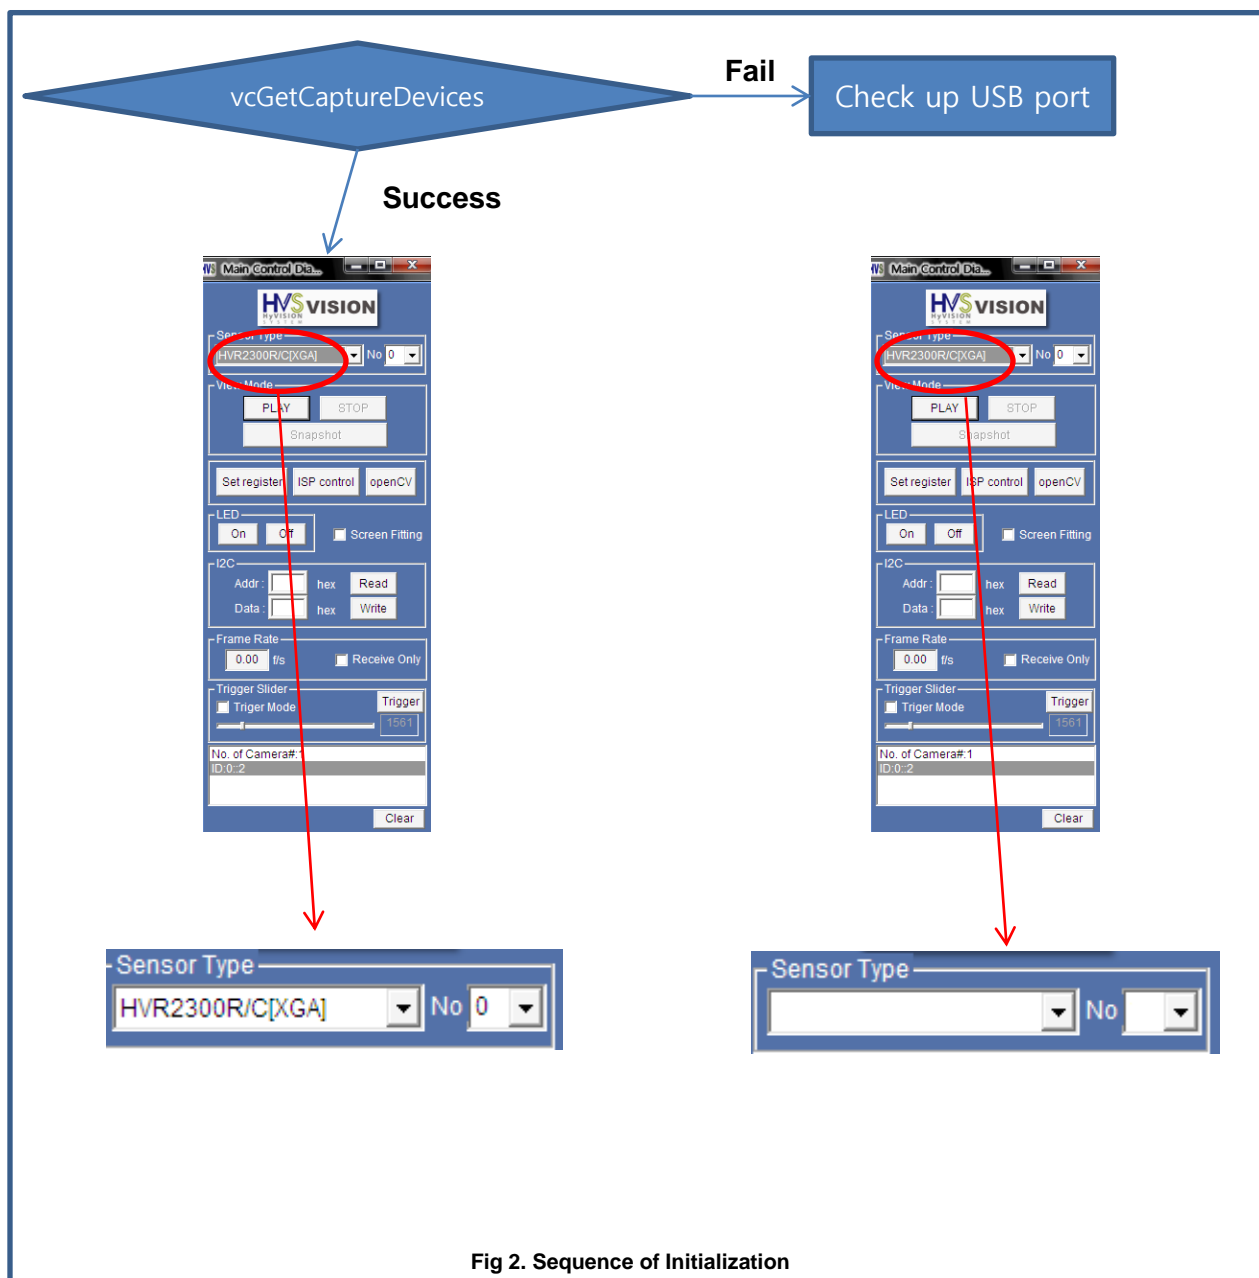 vcGetCaptureDevices
Fail
Check up USB port
Success
HVS Main Control Dia...
HVS VISION
HyVISION
SYSTEM
Sensor Type
HVR2300R/C[XGA] No 0
View Mode
PLAY STOP
Snapshot
Set register ISP control openCV
LED
On Off Screen Fitting
I2C
Addr : hex Read
Data : hex Write
Frame Rate
0.00 f/s Receive Only
Trigger Slider
Triger Mode Trigger
1561
No. of Camera#:1
ID:0::2
Clear
HVS Main Control Dia...
HVS VISION
HyVISION
SYSTEM
Sensor Type
HVR2300R/C[XGA] No 0
View Mode
PLAY STOP
Snapshot
Set register ISP control openCV
LED
On Off Screen Fitting
I2C
Addr : hex Read
Data : hex Write
Frame Rate
0.00 f/s Receive Only
Trigger Slider
Triger Mode Trigger
1561
No. of Camera#:1
ID:0::2
Clear
Sensor Type
HVR2300R/C[XGA] No 0
Sensor Type
No
Fig 2. Sequence of Initialization